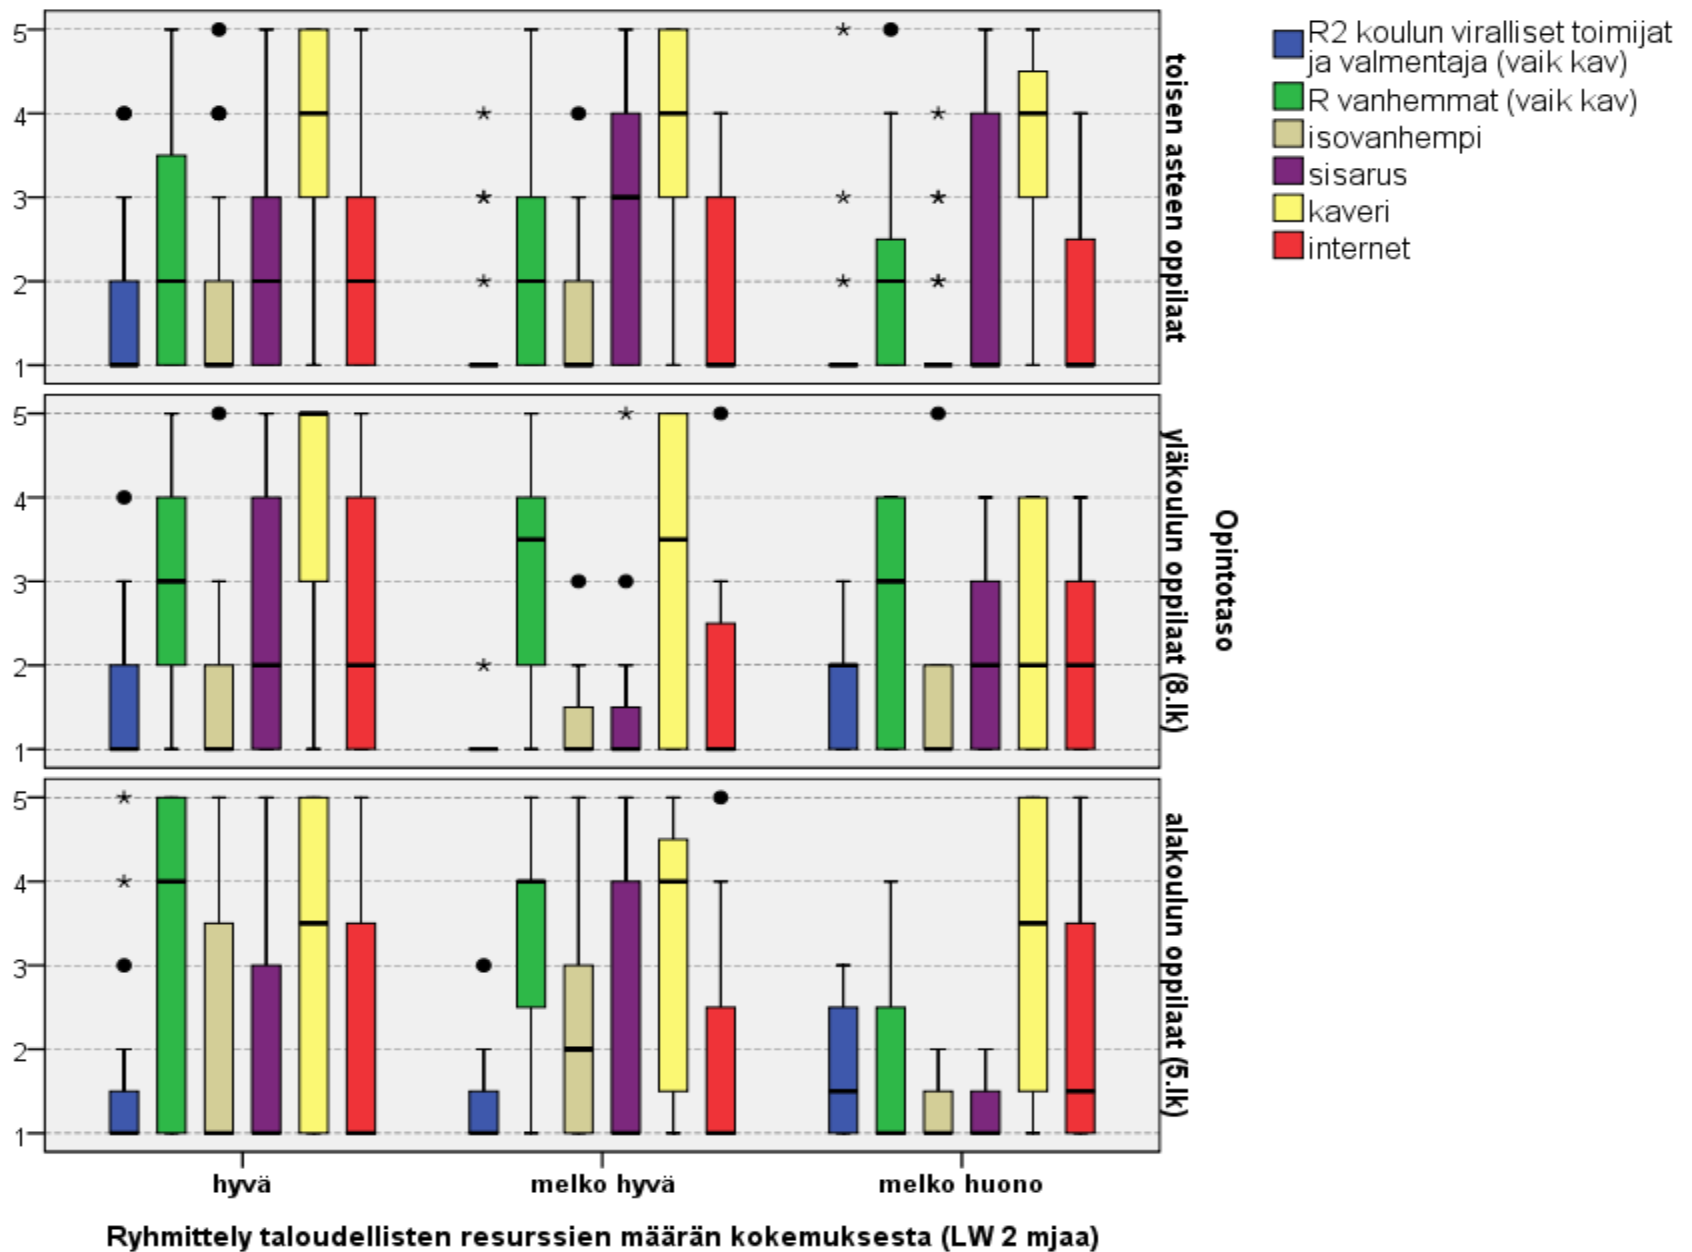 5
4
3
2
1
toisen asteen oppilaat
5
4
3
2
1
yläkoulun oppilaat (8.lk)
5
4
3
2
1
alakoulun oppilaat (5.lk)
Opintotaso
R2 koulun viralliset toimijat
ja valmentaja (vaik kav)
R vanhemmat (vaik kav)
isovanhempi
sisarus
kaveri
internet
hyvä
melko hyvä
melko huono
Ryhmittely taloudellisten resurssien määrän kokemuksesta (LW 2 mjaa)